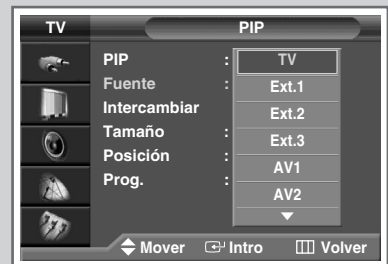 TV PIP
PIP : TV
Fuente : Ext.1
Intercambiar Ext.2
Tamaño : Ext.3
Posición : AV1
Prog. : AV2
Mover Intro Volver